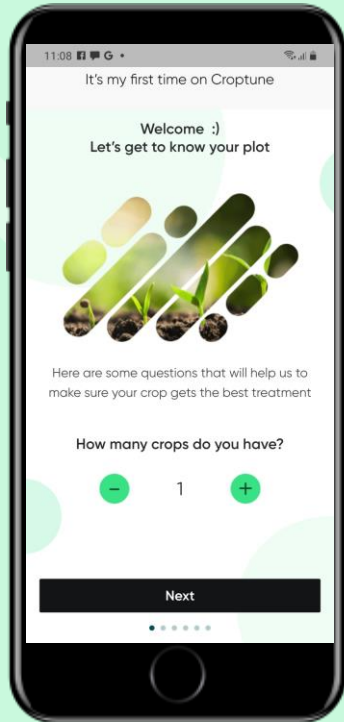 11:08
It's my first time on Croptune
Welcome :)
Let's get to know your plot
Here are some questions that will help us to
make sure your crop gets the best treatment
How many crops do you have?
- 1 +
Next